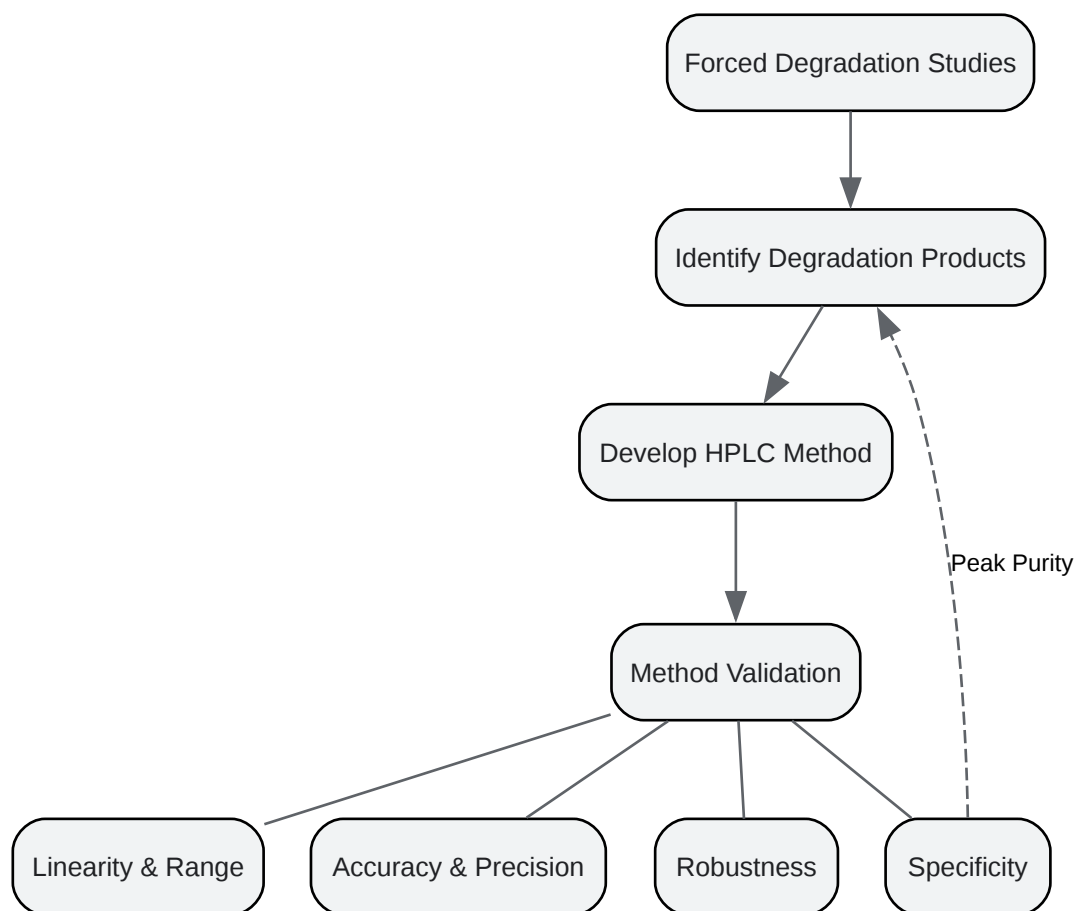 Forced Degradation Studies
Identify Degradation Products
Develop HPLC Method
Peak Purity
Method Validation
Linearity & Range
Accuracy & Precision
Robustness
Specificity